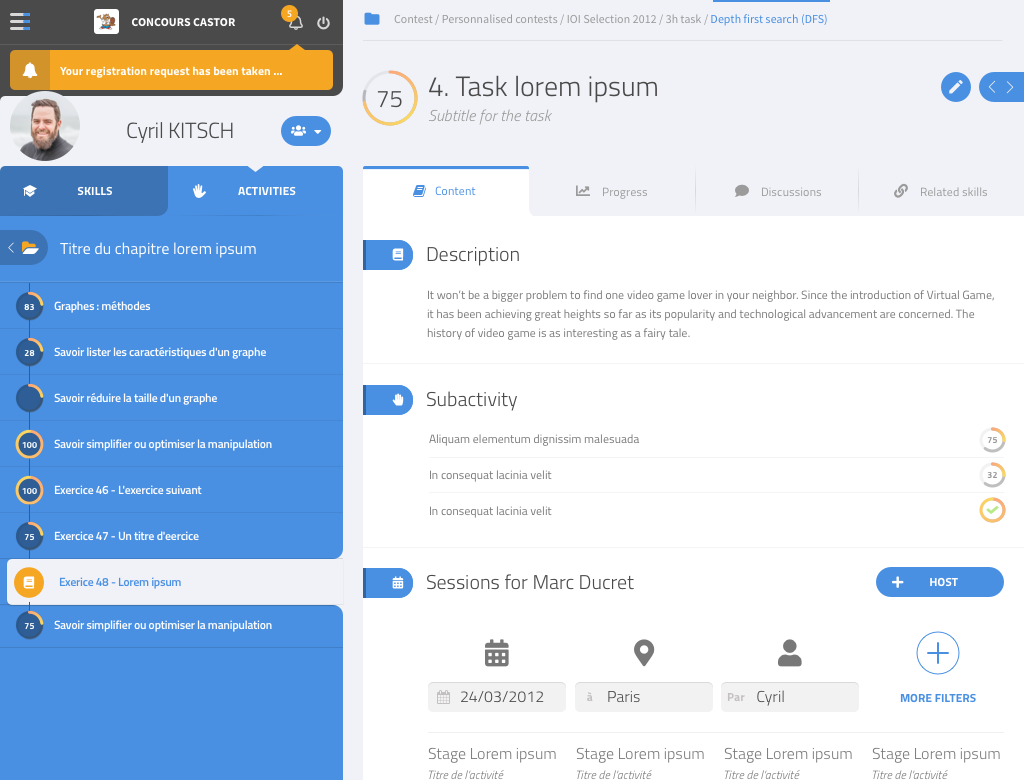 CONCOURS CASTOR
5
Your registration request has been taken ...
Cyril KITSCH
SKILLS
ACTIVITIES
Titre du chapitre lorem ipsum
83 Graphes : méthodes
28 Savoir lister les caractéristiques d'un graphe
Savoir réduire la taille d'un graphe
100 Savoir simplifier ou optimiser la manipulation
100 Exercice 46 - L'exercice suivant
75 Exercice 47 - Un titre d'eercice
Exerice 48 - Lorem ipsum
75 Savoir simplifier ou optimiser la manipulation
Contest / Personnalised contests / IOI Selection 2012 / 3h task / Depth first search (DFS)
75
4. Task lorem ipsum
Subtitle for the task
Content
Progress
Discussions
Related skills
Description
It won't be a bigger problem to find one video game lover in your neighbor. Since the introduction of Virtual Game,
it has been achieving great heights so far as its popularity and technological advancement are concerned. The
history of video game is as interesting as a fairy tale.
Subactivity
Aliquam elementum dignissim malesuada 75
In consequat lacinia velit 32
In consequat lacinia velit
Sessions for Marc Ducret
HOST
24/03/2012
à Paris
Par Cyril
MORE FILTERS
Stage Lorem ipsum Stage Lorem ipsum Stage Lorem ipsum Stage Lorem ipsum
Titre de l'activité Titre de l'activité Titre de l'activité Titre de l'activité